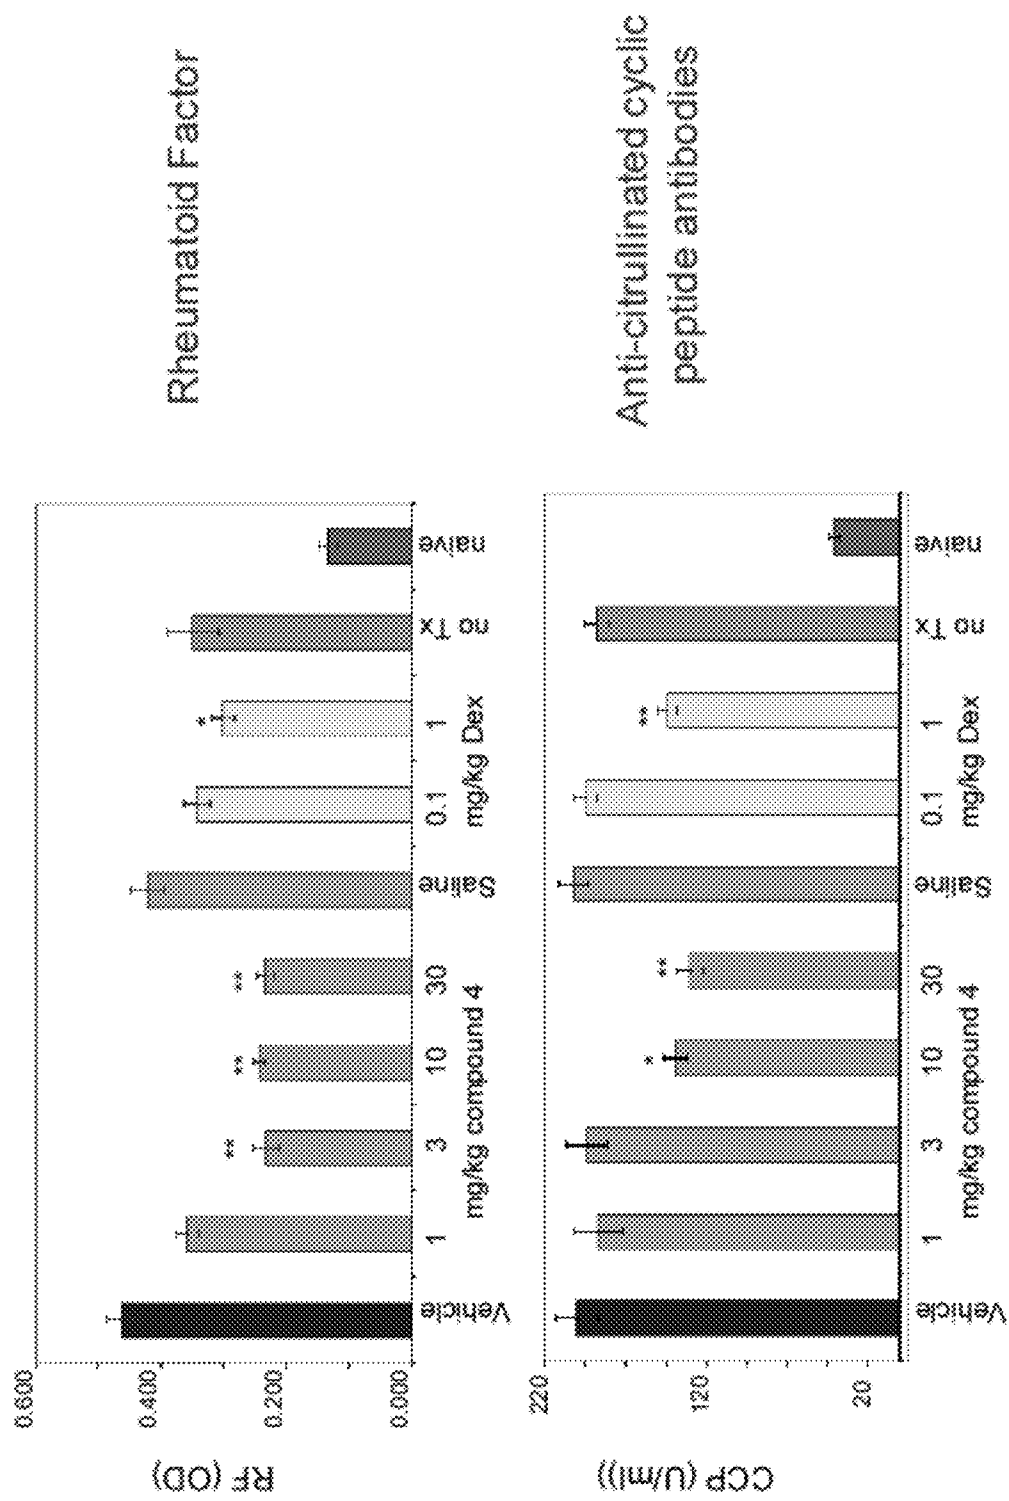 Rheumatoid Factor
RF (OD)
0.600
0.400
0.200
0.000
** ** ** *
Vehicle 1 3 10 30 Saline 0.1 1 no Tx naive
mg/kg compound 4 mg/kg Dex
Anti-citrullinated cyclic
peptide antibodies
CCP (U/ml))
220
120
20
* ** **
Vehicle 1 3 10 30 Saline 0.1 1 no Tx naive
mg/kg compound 4 mg/kg Dex